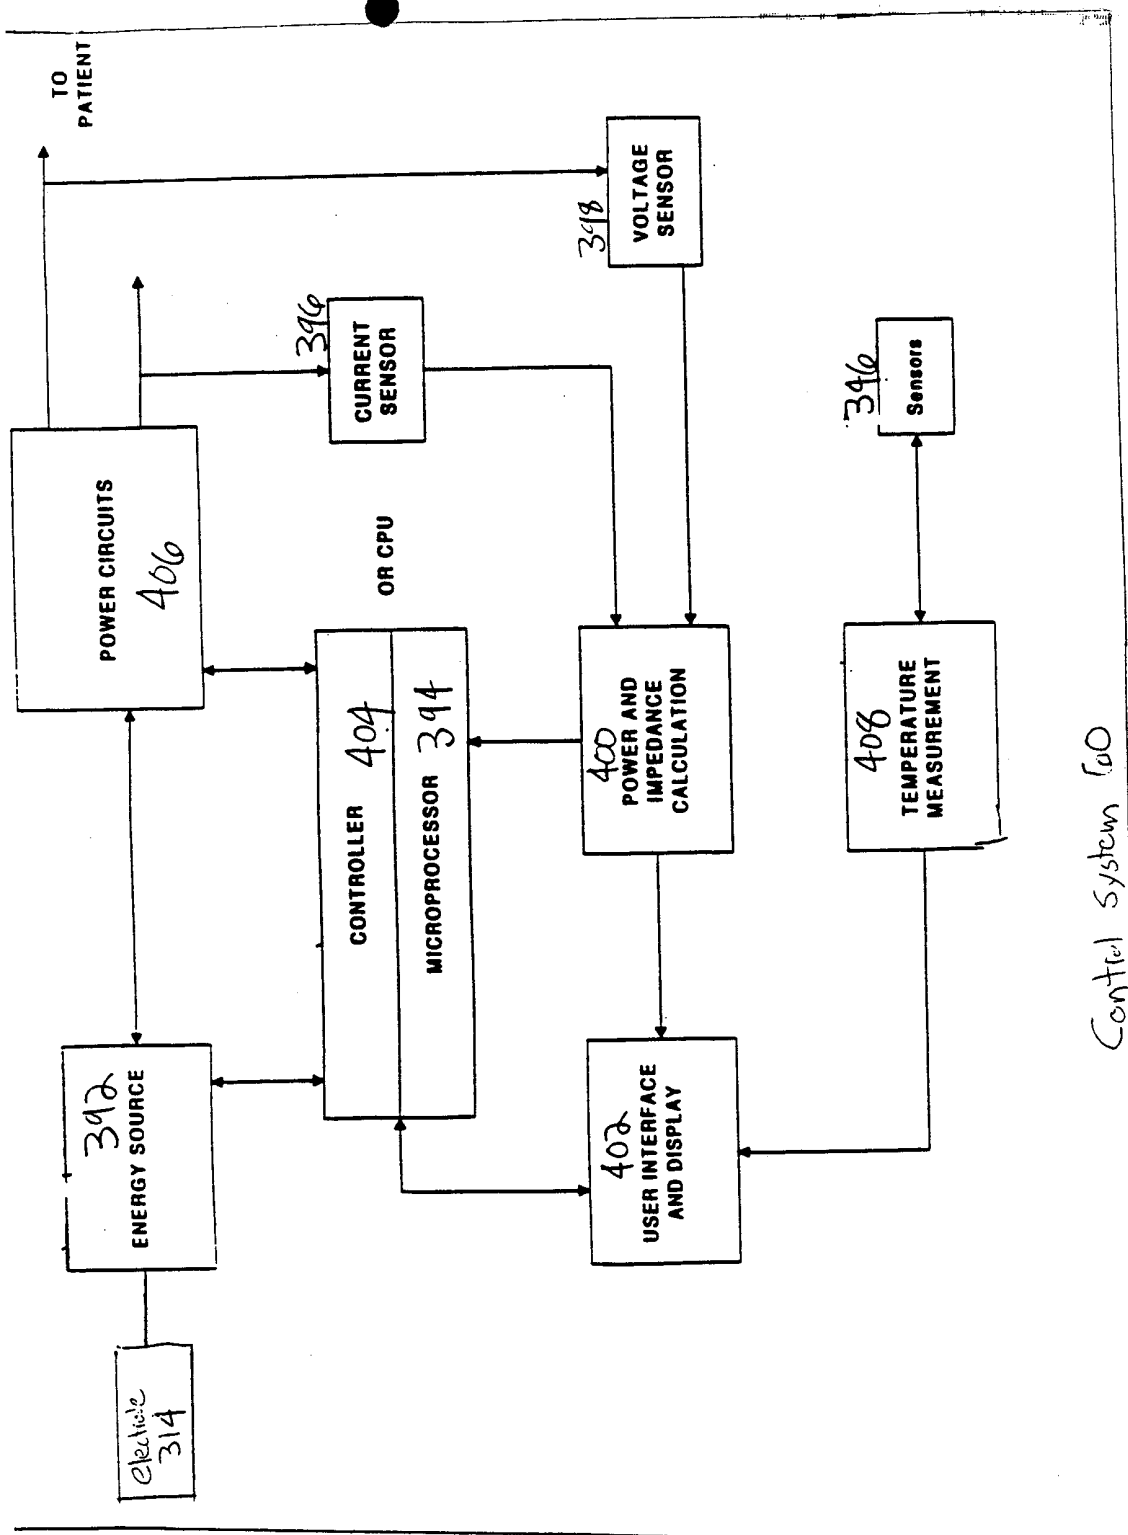 electrode
314
392
ENERGY SOURCE
POWER CIRCUITS
406
TO
PATIENT
CONTROLLER 404
MICROPROCESSOR 394
OR CPU
396
CURRENT
SENSOR
402
USER INTERFACE
AND DISPLAY
400
POWER AND
IMPEDANCE
CALCULATION
398
VOLTAGE
SENSOR
408
TEMPERATURE
MEASUREMENT
346
Sensors
Control System 60